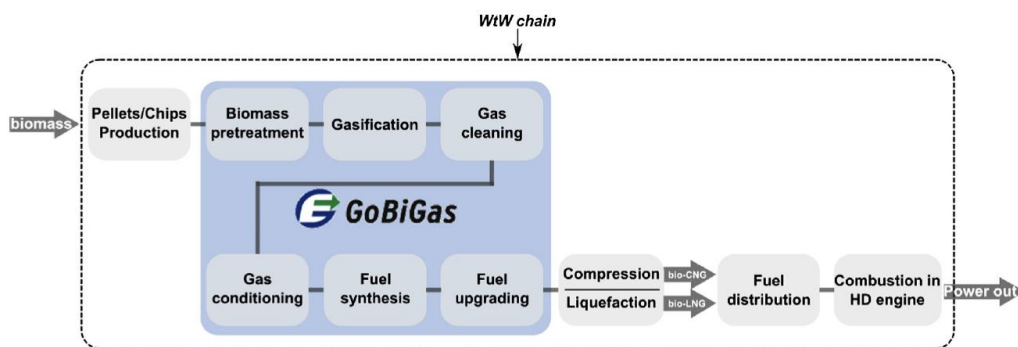 WtW chain
biomass
Pellets/Chips
Production
Biomass
pretreatment
Gasification
Gas
cleaning
GoBiGas
Gas
conditioning
Fuel
synthesis
Fuel
upgrading
Compression
Liquefaction
bio-CNG
bio-LNG
Fuel
distribution
Combustion in
HD engine
Power out